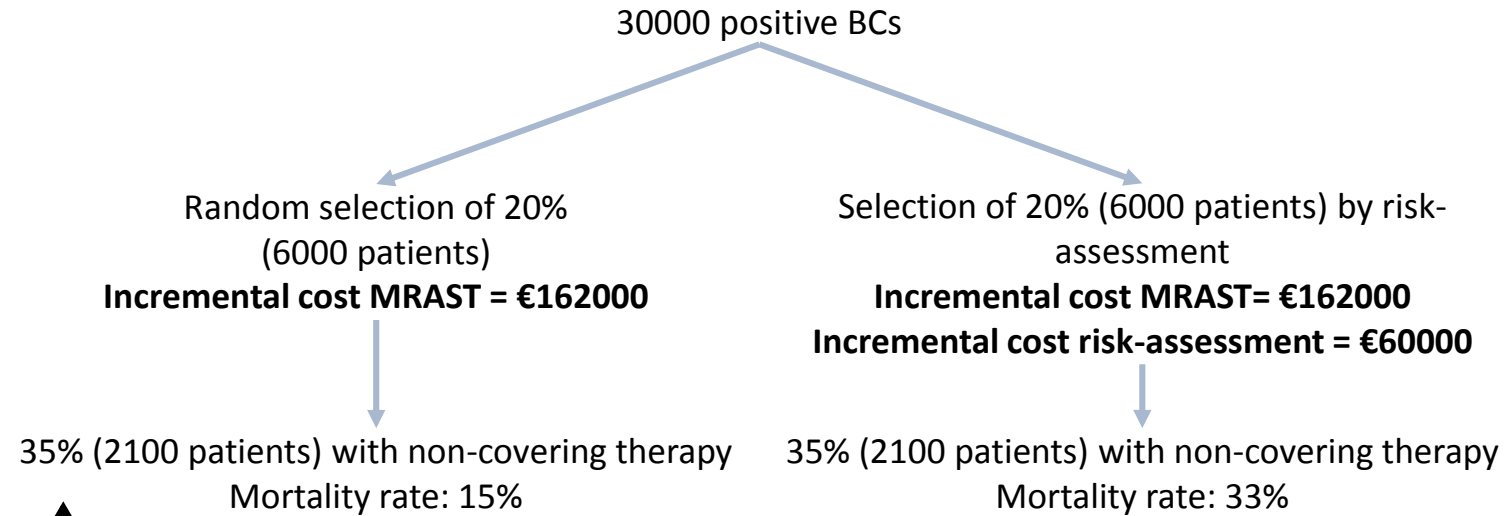 30000 positive BCs
Random selection of 20%
(6000 patients)
Incremental cost MRAST = €162000
Selection of 20% (6000 patients) by risk-
assessment
Incremental cost MRAST= €162000
Incremental cost risk-assessment = €60000
35% (2100 patients) with non-covering therapy
Mortality rate: 15%
35% (2100 patients) with non-covering therapy
Mortality rate: 33%